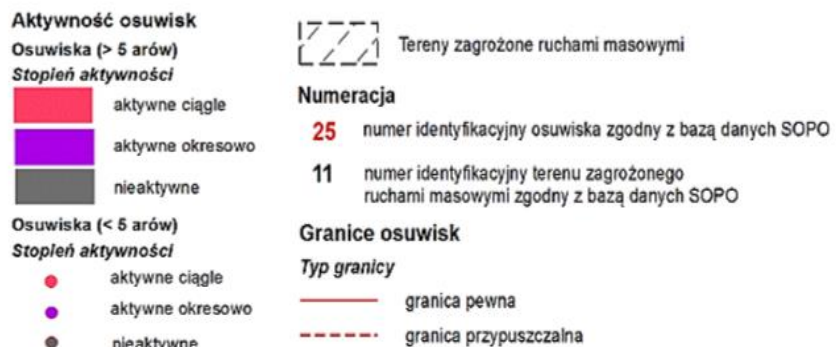 Aktywność osuwisk
Osuwiska (> 5 arów)
Stopień aktywności
aktywne ciągle
aktywne okresowo
nieaktywne
Osuwiska (< 5 arów)
Stopień aktywności
aktywne ciągle
aktywne okresowo
nieaktywne
Tereny zagrożone ruchami masowymi
Numeracja
25 numer identyfikacyjny osuwiska zgodny z bazą danych SOPO
11 numer identyfikacyjny terenu zagrożonego
ruchami masowymi zgodny z bazą danych SOPO
Granice osuwisk
Typ granicy
granica pewna
granica przypuszczalna